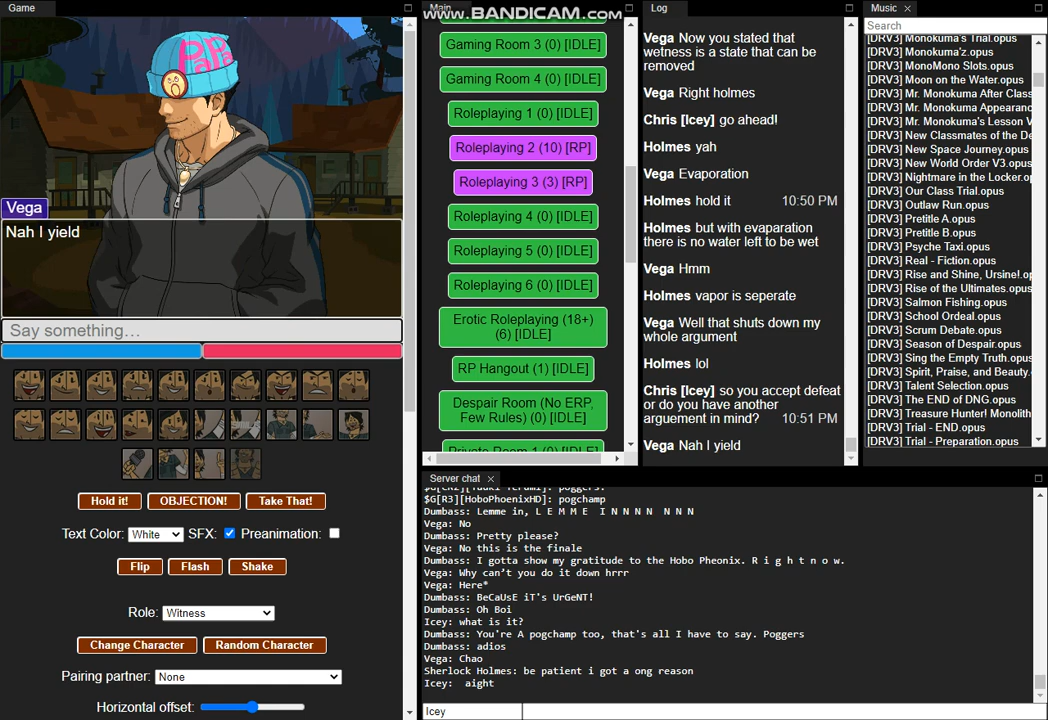 Game
Vega
Nah I yield
Say something…
Hold it!
OBJECTION!
Take That!
Text Color:
White
SFX:
Preanimation:
Flip
Flash
Shake
Role:
Witness
Change Character
Random Character
Pairing partner:
None
Horizontal offset:
www.BANDICAM.com
Main
Gaming Room 3 (0) [IDLE]
Gaming Room 4 (0) [IDLE]
Roleplaying 1 (0) [IDLE]
Roleplaying 2 (10) [RP]
Roleplaying 3 (3) [RP]
Roleplaying 4 (0) [IDLE]
Roleplaying 5 (0) [IDLE]
Roleplaying 6 (0) [IDLE]
Erotic Roleplaying (18+)
(6) [IDLE]
RP Hangout (1) [IDLE]
Despair Room (No ERP,
Few Rules) (0) [IDLE]
Private Room 1 (0) [IDLE]
Log
Vega Now you stated that
wetness is a state that can be
removed
Vega Right holmes
Chris [Icey] go ahead!
Holmes yah
Vega Evaporation
Holmes hold it 10:50 PM
Holmes but with evaparation
there is no water left to be wet
Vega Hmm
Holmes vapor is seperate
Vega Well that shuts down my
whole argument
Holmes lol
Chris [Icey] so you accept defeat
or do you have another
arguement in mind? 10:51 PM
Vega Nah I yield
Music
Search
[DRV3] Monokuma's Trial.opus
[DRV3] Monokuma'z.opus
[DRV3] MonoMono Slots.opus
[DRV3] Moon on the Water.opus
[DRV3] Mr. Monokuma After Class
[DRV3] Mr. Monokuma Appearanc
[DRV3] Mr. Monokuma's Lesson V
[DRV3] New Classmates of the De
[DRV3] New Space Journey.opus
[DRV3] New World Order V3.opus
[DRV3] Nightmare in the Locker.op
[DRV3] Our Class Trial.opus
[DRV3] Outlaw Run.opus
[DRV3] Pretitle A.opus
[DRV3] Pretitle B.opus
[DRV3] Psyche Taxi.opus
[DRV3] Real - Fiction.opus
[DRV3] Rise and Shine, Ursine!.op
[DRV3] Rise of the Ultimates.opus
[DRV3] Salmon Fishing.opus
[DRV3] School Ordeal.opus
[DRV3] Scrum Debate.opus
[DRV3] Season of Despair.opus
[DRV3] Sing the Empty Truth.opus
[DRV3] Spirit, Praise, and Beauty.
[DRV3] Talent Selection.opus
[DRV3] The END of DNG.opus
[DRV3] Treasure Hunter! Monolith
[DRV3] Trial - END.opus
[DRV3] Trial - Preparation.opus
Server chat
$G[R3][HoboPhoenixHD]: pogchamp
Dumbass: Lemme in, L E M M E  I N N N N  N N N
Vega: No
Dumbass: Pretty please?
Vega: No this is the finale
Dumbass: I gotta show my gratitude to the Hobo Pheonix. R i g h t n o w.
Vega: Why can't you do it down hrrr
Vega: Here*
Dumbass: BeCaUsE iT's UrGeNT!
Dumbass: Oh Boi
Icey: what is it?
Dumbass: You're A pogchamp too, that's all I have to say. Poggers
Dumbass: adios
Vega: Chao
Sherlock Holmes: be patient i got a ong reason
Icey:  aight
Icey